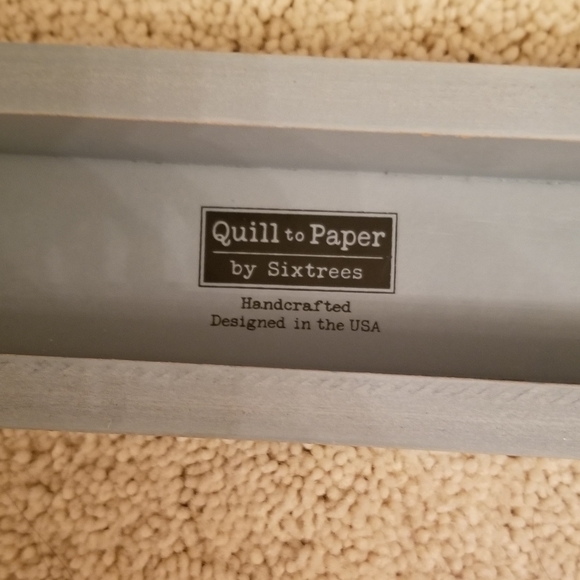 Quill to Paper
by Sixtrees
Handcrafted
Designed in the USA